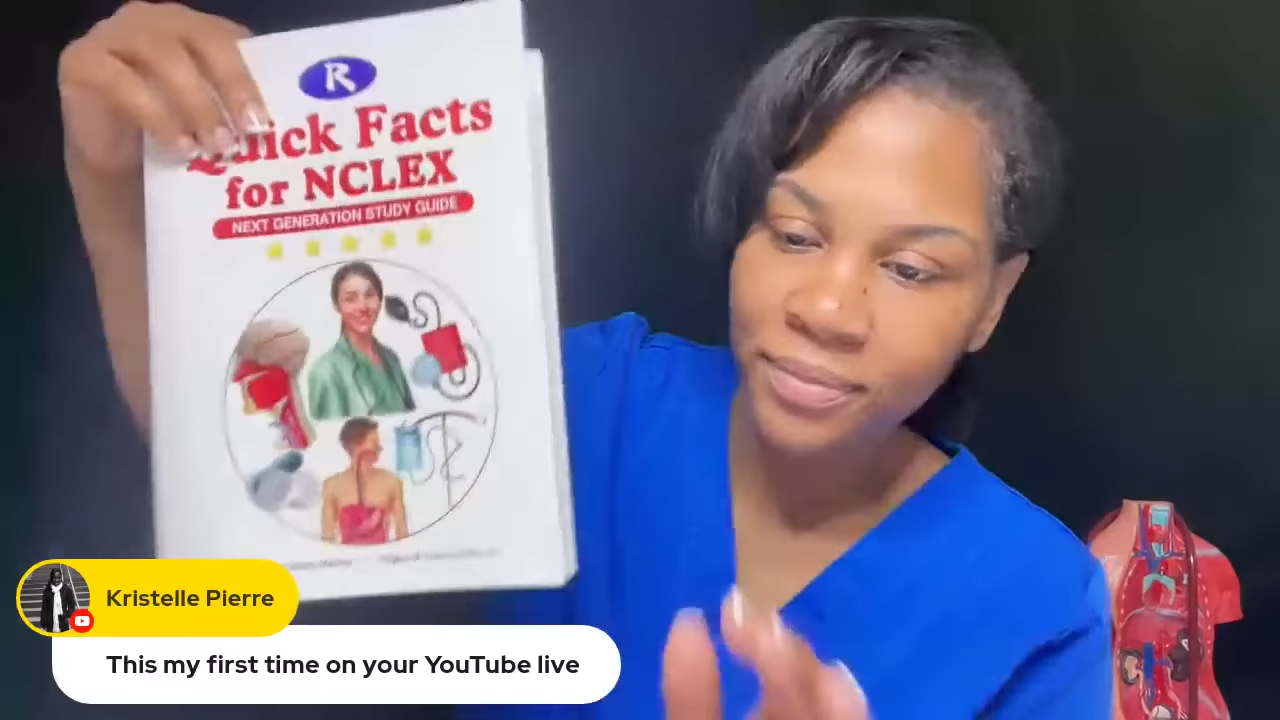 R
Quick Facts
for NCLEX
NEXT GENERATION STUDY GUIDE
Kristelle Pierre
This my first time on your YouTube live